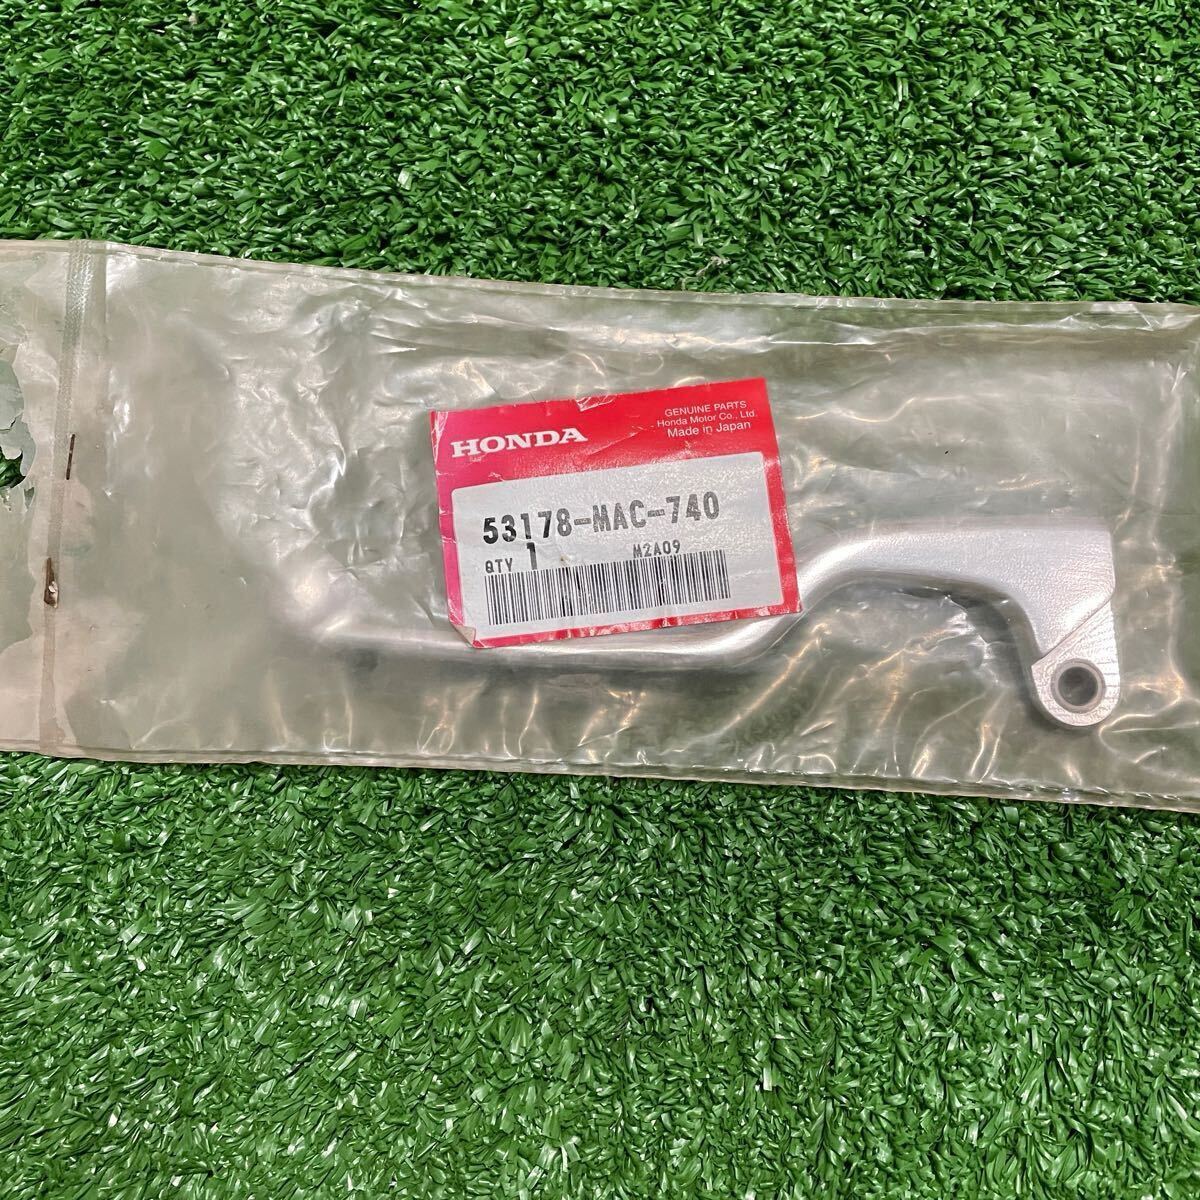 HONDA
GENUINE PARTS
Honda Motor Co., Ltd.
Made in Japan
53178-MAC-740
QTY 1 M2A09